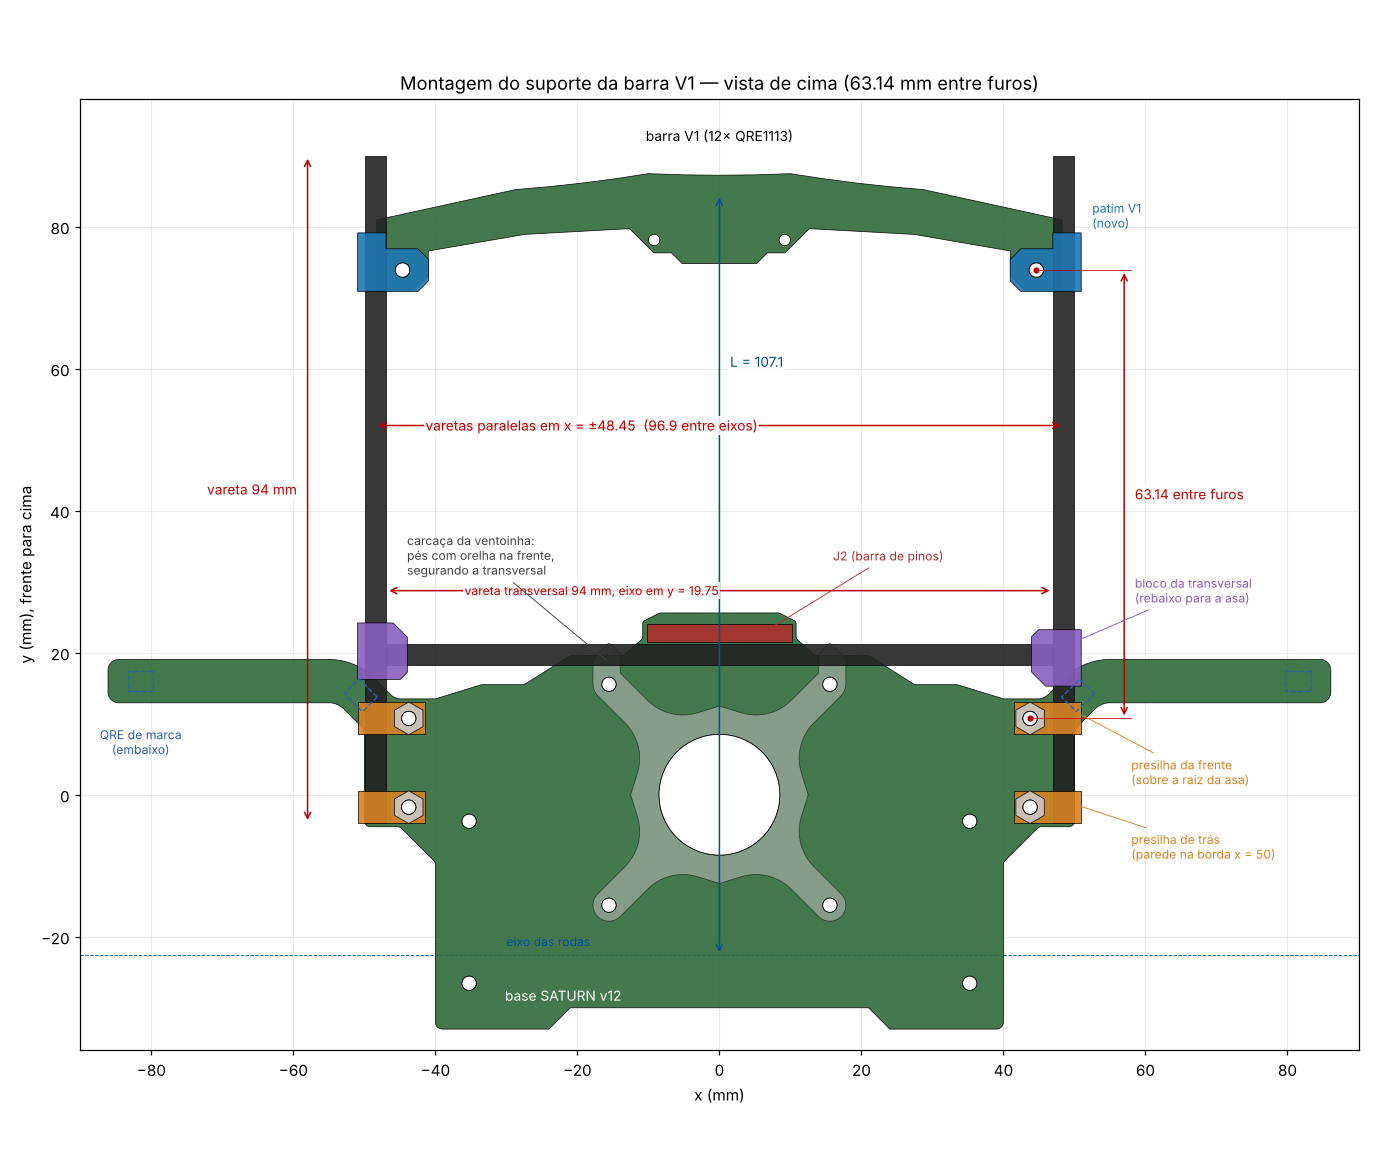 Montagem do suporte da barra V1 — vista de cima (63.14 mm entre furos)
barra V1 (12× QRE1113)
patim V1
(novo)
L = 107.1
varetas paralelas em x = ±48.45  (96.9 entre eixos)
vareta 94 mm
63.14 entre furos
carcaça da ventoinha:
pés com orelha na frente,
segurando a transversal
J2 (barra de pinos)
vareta transversal 94 mm, eixo em y = 19.75
bloco da transversal
(rebaixo para a asa)
QRE de marca
(embaixo)
presilha da frente
(sobre a raiz da asa)
presilha de trás
(parede na borda x = 50)
eixo das rodas
base SATURN v12
y (mm), frente para cima
80
60
40
20
0
−20
−80
−60
−40
−20
0
20
40
60
80
x (mm)